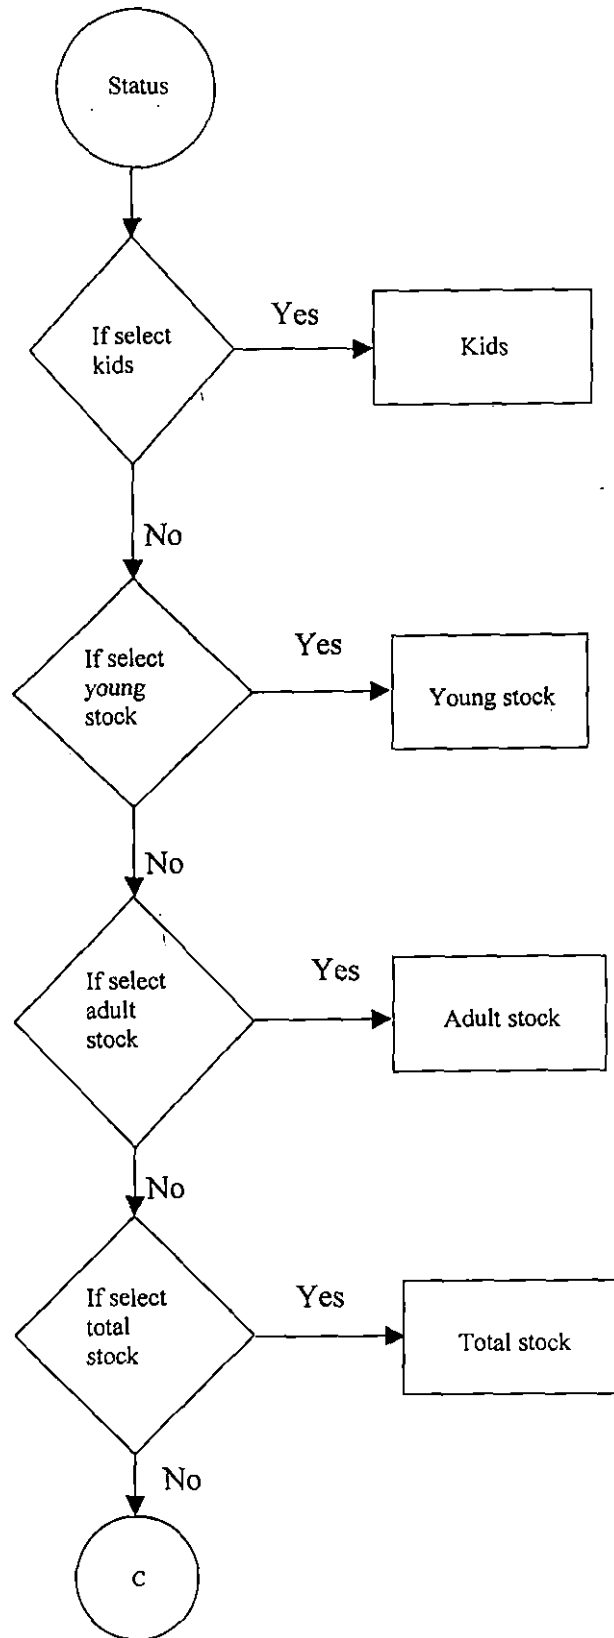 Status
If select
kids
Yes
Kids
No
If select
young
stock
Yes
Young stock
No
If select
adult
stock
Yes
Adult stock
No
If select
total
stock
Yes
Total stock
No
C